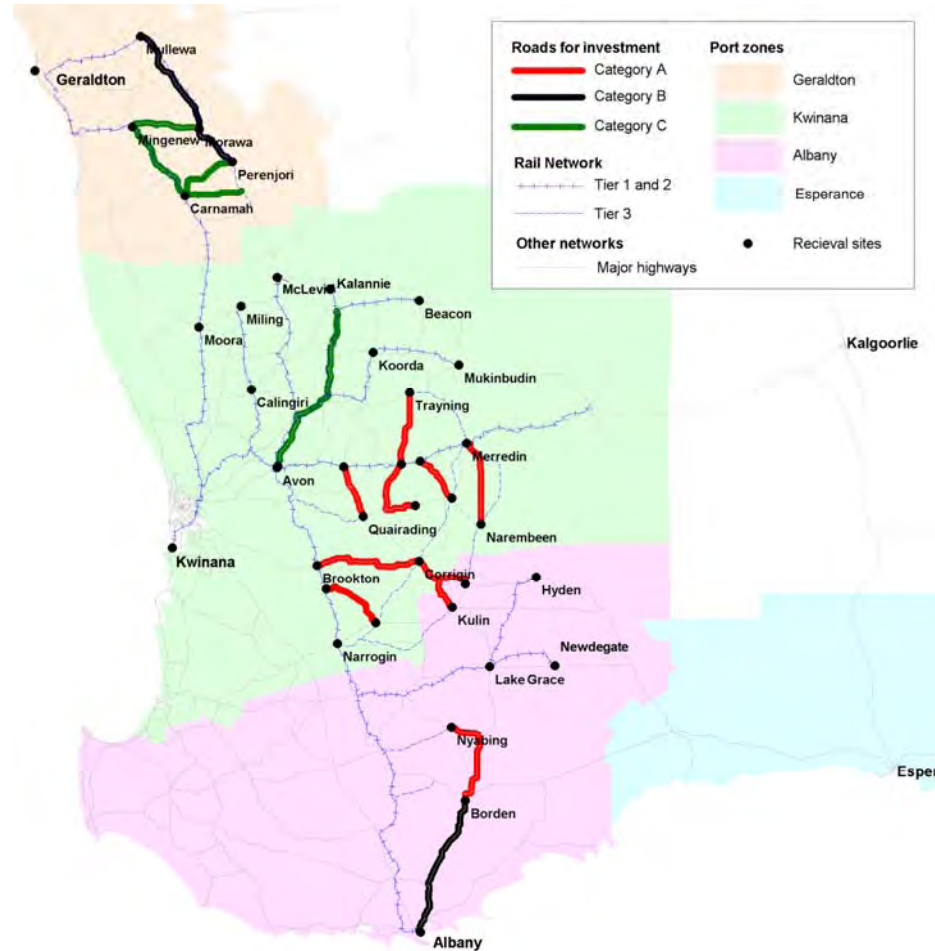 Roads for investment
Category A
Category B
Category C
Rail Network
Tier 1 and 2
Tier 3
Other networks
Major highways
Port zones
Geraldton
Kwinana
Albany
Esperance
Recieval sites
Mullewa
Geraldton
Mingenew
Morawa
Perenjori
Carnamah
McLevie
Kalannie
Miling
Beacon
Moora
Kalgoorlie
Koorda
Mukinbudin
Calingiri
Trayning
Merredin
Avon
Quairading
Narembeen
Kwinana
Brookton
Corrigin
Hyden
Kulin
Narrogin
Newdegate
Lake Grace
Nyabing
Esper
Borden
Albany